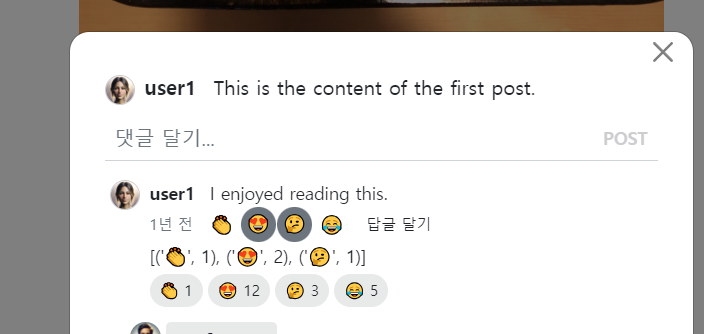 user1 This is the content of the first post.
댓글 달기... POST
user1 I enjoyed reading this.
1년 전 👏 😍 🤔 😂 답글 달기
[('👏', 1), ('😍', 2), ('🤔', 1)]
👏 1 😍 12 🤔 3 😂 5